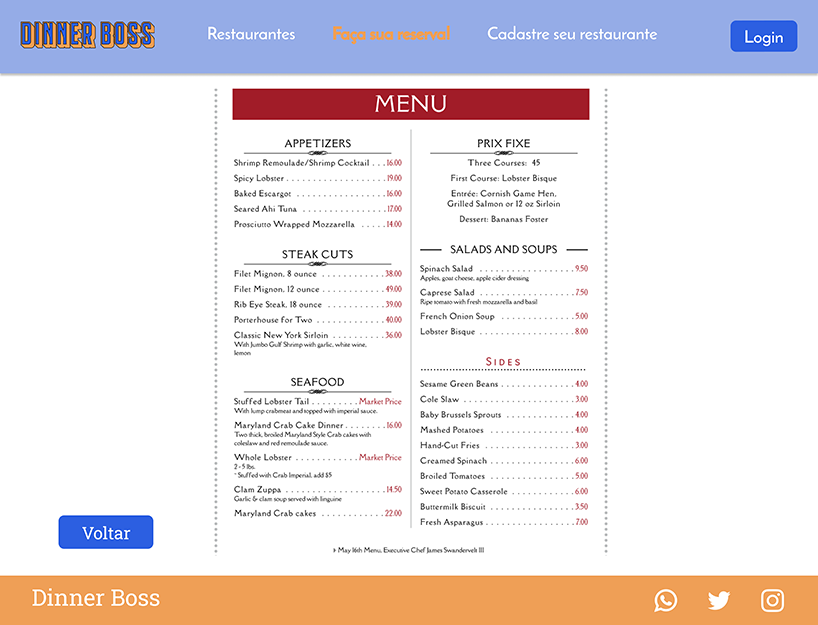 DINNER BOSS
Restaurantes
Faça sua reserva!
Cadastre seu restaurante
Login
MENU
APPETIZERS
Shrimp Remoulade/Shrimp Cocktail . . . 16.00
Spicy Lobster . . . . . . . . . . . . . . . . . . 19.00
Baked Escargot . . . . . . . . . . . . . . . . 16.00
Seared Ahi Tuna . . . . . . . . . . . . . . . 17.00
Prosciutto Wrapped Mozzarella . . . . . 14.00
STEAK CUTS
Filet Mignon, 8 ounce . . . . . . . . . . . 38.00
Filet Mignon, 12 ounce . . . . . . . . . . 49.00
Rib Eye Steak, 18 ounce . . . . . . . . . . 39.00
Porterhouse for Two . . . . . . . . . . . . 40.00
Classic New York Sirloin . . . . . . . . . . 36.00
With Jumbo Gulf Shrimp with garlic, white wine,
lemon
SEAFOOD
Stuffed Lobster Tail . . . . . . . . . Market Price
With lump crabmeat and topped with imperial sauce.
Maryland Crab Cake Dinner . . . . . . . . 16.00
Two thick, broiled Maryland Style Crab cakes with
coleslaw and red remoulade sauce.
Whole Lobster . . . . . . . . . . . . Market Price
2 - 5 lbs.
* Stuffed with Crab Imperial, add $5
Clam Zuppa . . . . . . . . . . . . . . . . . 14.50
Garlic & clam soup served with linguine
Maryland Crab cakes . . . . . . . . . . . . 22.00
PRIX FIXE
Three Courses: 45
First Course: Lobster Bisque
Entrée: Cornish Game Hen,
Grilled Salmon or 12 oz Sirloin
Dessert: Bananas Foster
SALADS AND SOUPS
Spinach Salad . . . . . . . . . . . . . . . . . 9.50
Apples, goat cheese, apple cider dressing
Caprese Salad . . . . . . . . . . . . . . . . . 7.50
Ripe tomato with Fresh mozzarella and basil
French Onion Soup . . . . . . . . . . . . . 5.00
Lobster Bisque . . . . . . . . . . . . . . . . 8.00
SIDES
Sesame Green Beans . . . . . . . . . . . . . 4.00
Cole Slaw . . . . . . . . . . . . . . . . . . . 3.00
Baby Brussels Sprouts . . . . . . . . . . . 4.00
Mashed Potatoes . . . . . . . . . . . . . . 4.00
Hand-Cut Fries . . . . . . . . . . . . . . . 3.00
Creamed Spinach . . . . . . . . . . . . . . 6.00
Broiled Tomatoes . . . . . . . . . . . . . . 5.00
Sweet Potato Casserole . . . . . . . . . . . 6.00
Buttermilk Biscuit . . . . . . . . . . . . . . 3.50
Fresh Asparagus . . . . . . . . . . . . . . . 7.00
May 16th Menu, Executive Chef James Swandervelt III
Voltar
Dinner Boss